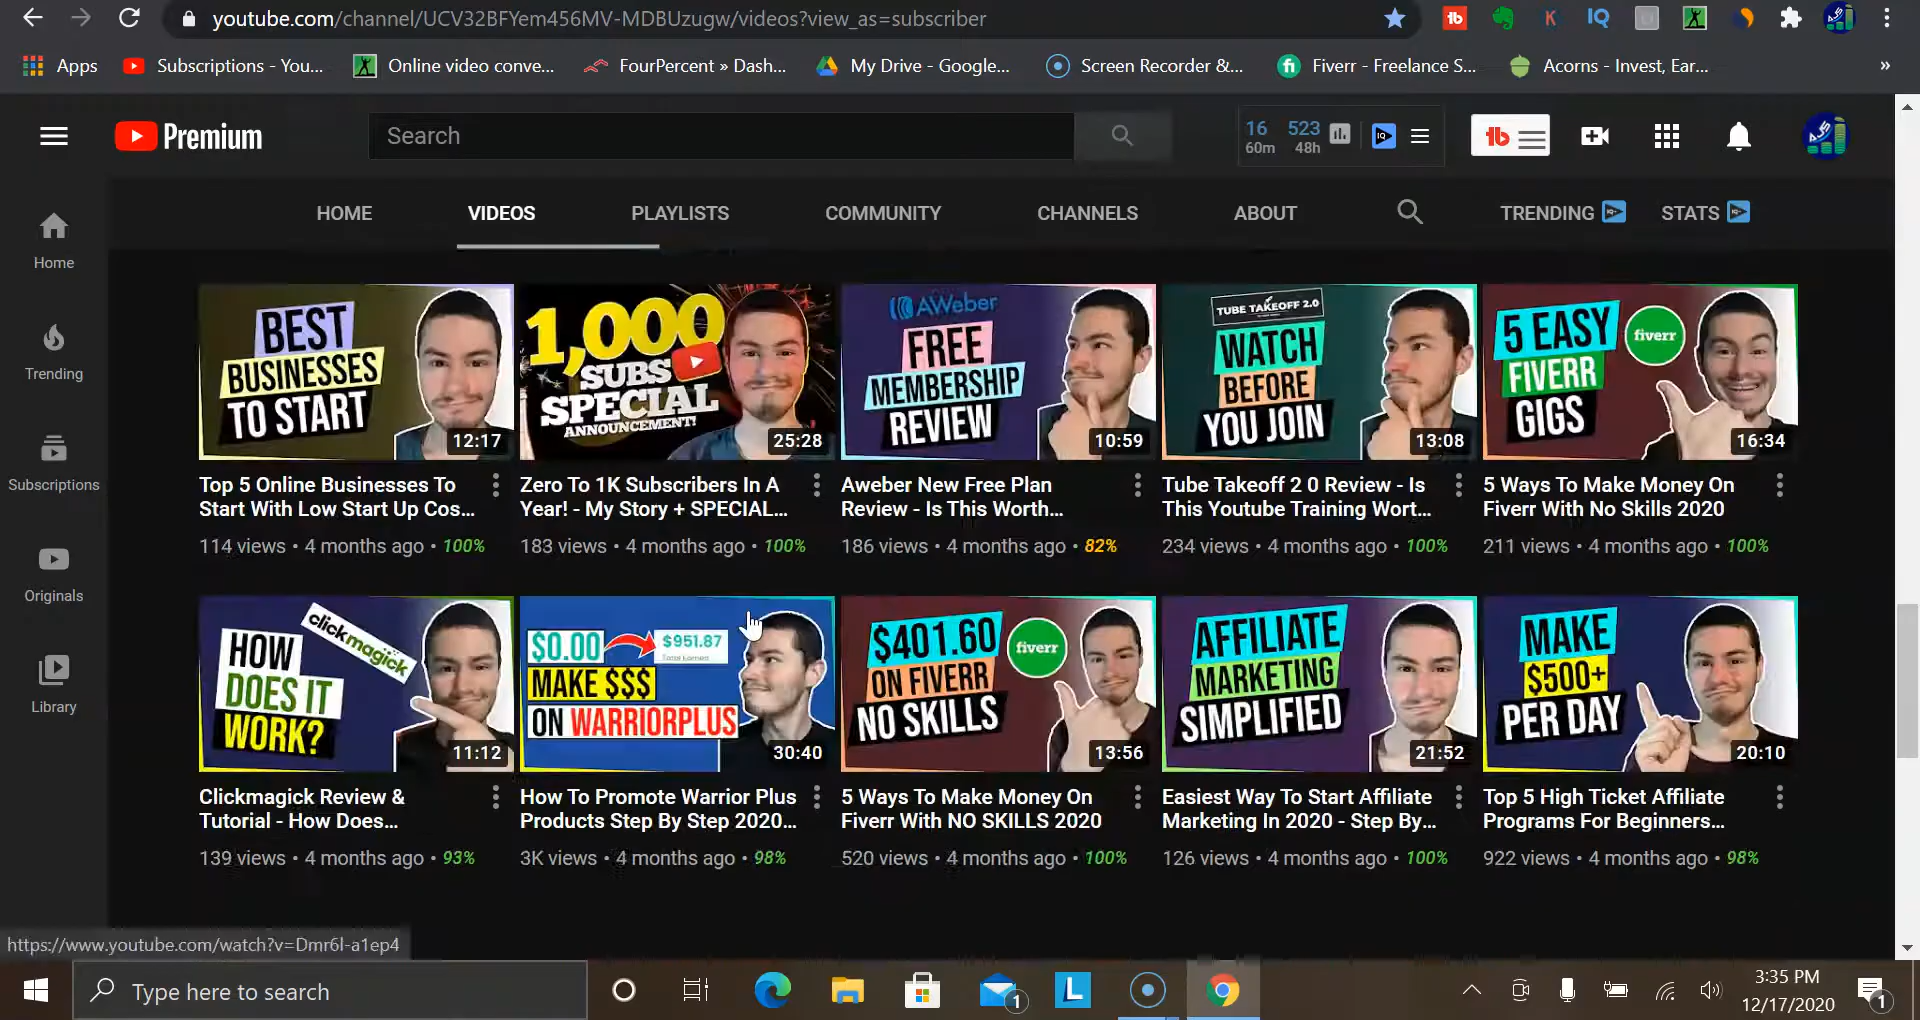 youtube.com/channel/UCV32BFYem456MV-MDBUzugw/videos?view_as=subscriber
Apps
Subscriptions - You...
Online video conve...
FourPercent » Dash...
My Drive - Google...
Screen Recorder &...
Fiverr - Freelance S...
Acorns - Invest, Ear...
»
Premium
Search
16 523
60m 48h
HOME
VIDEOS
PLAYLISTS
COMMUNITY
CHANNELS
ABOUT
TRENDING
STATS
Home
Trending
Subscriptions
Originals
Library
BEST
BUSINESSES
TO START
12:17
1,000
SUBS
SPECIAL
ANNOUNCEMENT!
25:28
AWeber
FREE
MEMBERSHIP
REVIEW
10:59
TUBE TAKEOFF 2.0
WATCH
BEFORE
YOU JOIN
13:08
5 EASY
FIVERR
GIGS
fiverr
16:34
Top 5 Online Businesses To
Start With Low Start Up Cos...
114 views • 4 months ago • 100%
Zero To 1K Subscribers In A
Year! - My Story + SPECIAL...
183 views • 4 months ago • 100%
Aweber New Free Plan
Review - Is This Worth...
186 views • 4 months ago • 82%
Tube Takeoff 2 0 Review - Is
This Youtube Training Wort...
234 views • 4 months ago • 100%
5 Ways To Make Money On
Fiverr With No Skills 2020
211 views • 4 months ago • 100%
clickmagick
HOW
DOES IT
WORK?
11:12
$0.00
$951.87
Total Earned
MAKE $$$
ON WARRIORPLUS
30:40
$401.60
ON FIVERR
NO SKILLS
fiverr
13:56
AFFILIATE
MARKETING
SIMPLIFIED
21:52
MAKE
$500+
PER DAY
20:10
Clickmagick Review &
Tutorial - How Does...
139 views • 4 months ago • 93%
How To Promote Warrior Plus
Products Step By Step 2020...
3K views • 4 months ago • 98%
5 Ways To Make Money On
Fiverr With NO SKILLS 2020
520 views • 4 months ago • 100%
Easiest Way To Start Affiliate
Marketing In 2020 - Step By...
126 views • 4 months ago • 100%
Top 5 High Ticket Affiliate
Programs For Beginners...
922 views • 4 months ago • 98%
https://www.youtube.com/watch?v=Dmr6l-a1ep4
Type here to search
1
L
3:35 PM
12/17/2020
1